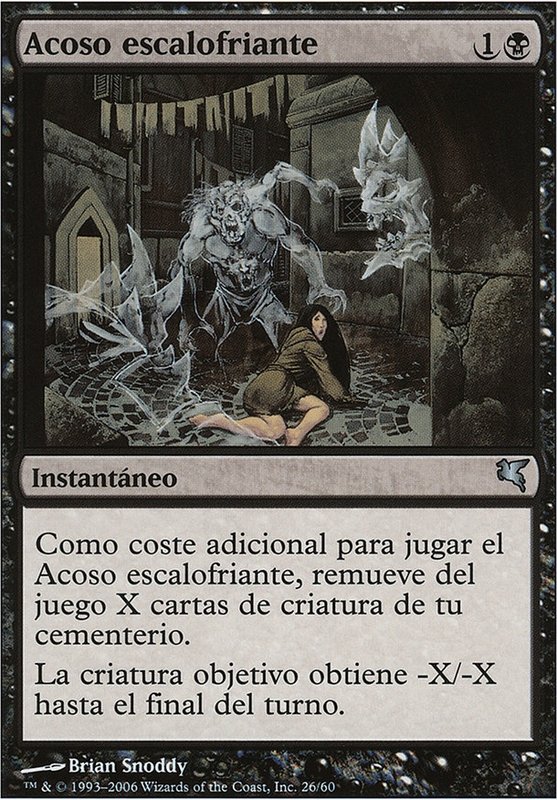 Acoso escalofriante 1
Instantáneo
Como coste adicional para jugar el
Acoso escalofriante, remueve del
juego X cartas de criatura de tu
cementerio.
La criatura objetivo obtiene -X/-X
hasta el final del turno.
Brian Snoddy
™ & © 1993–2006 Wizards of the Coast, Inc. 26/60